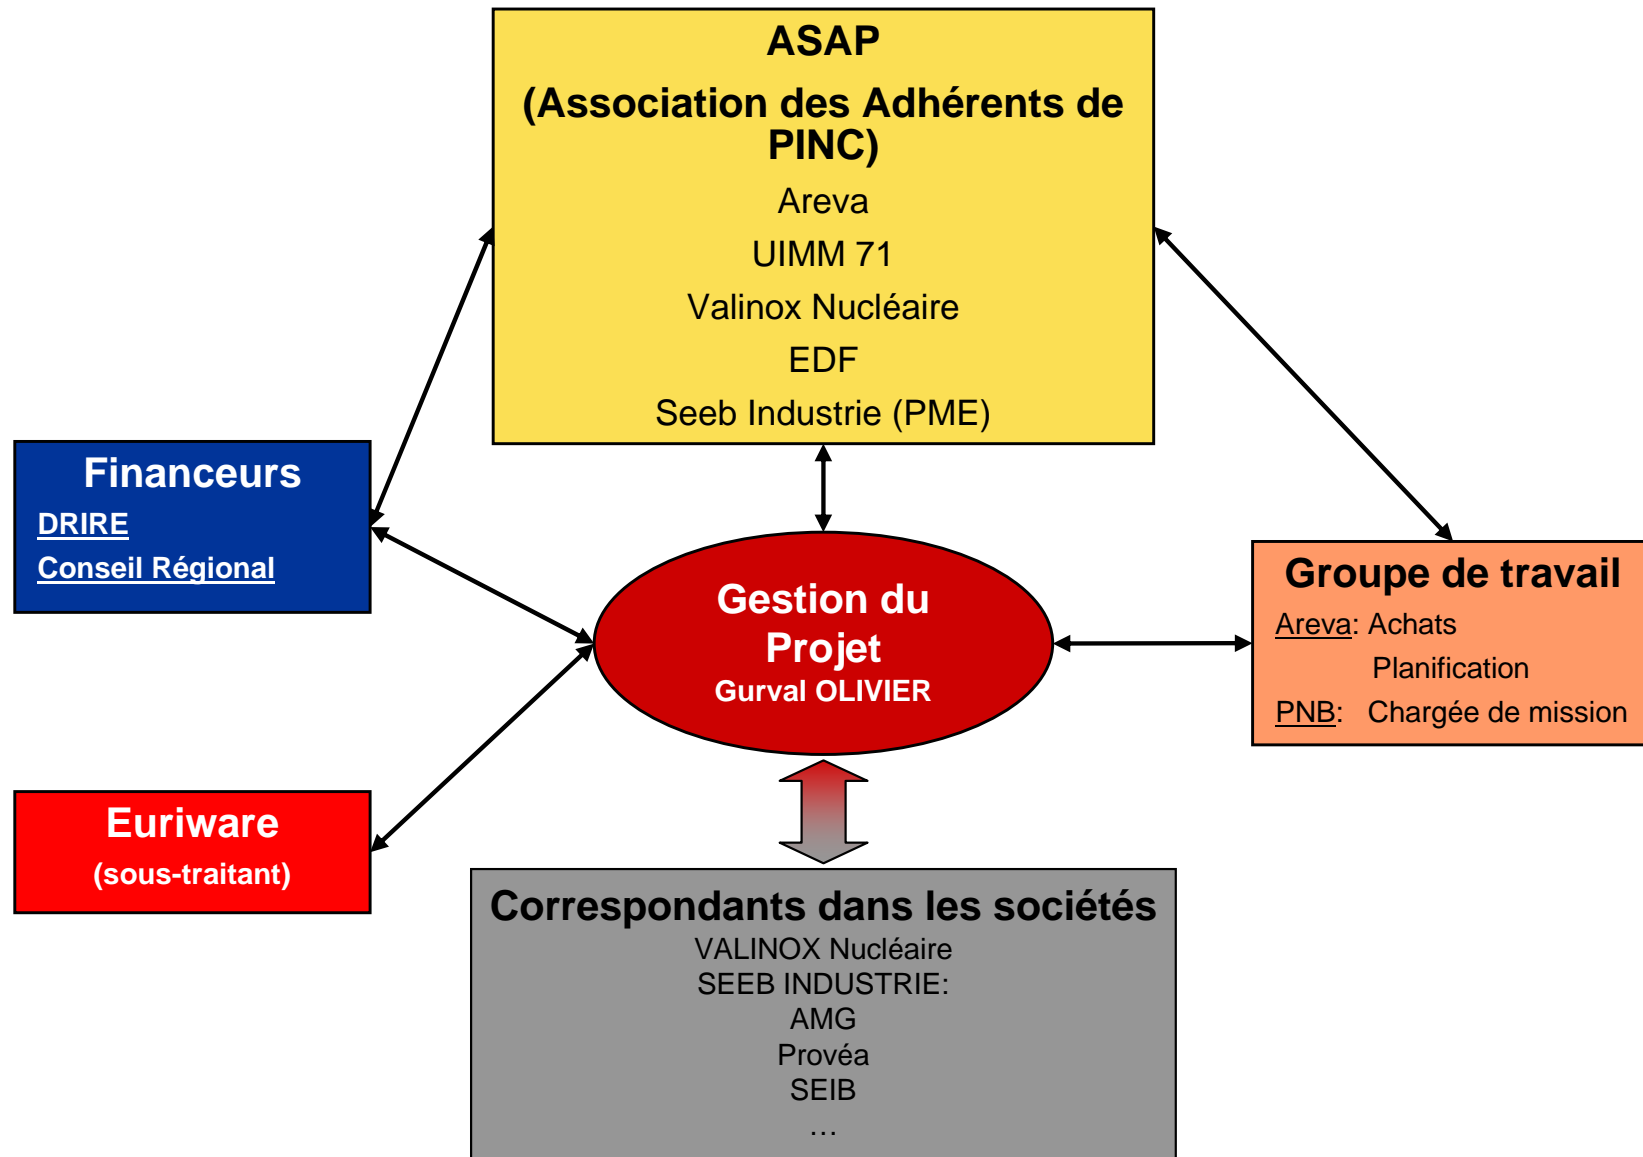 ASAP
(Association des Adhérents de
PINC)
Areva
UIMM 71
Valinox Nucléaire
EDF
Seeb Industrie (PME)
Financeurs
DRIRE
Conseil Régional
Gestion du
Projet
Gurval OLIVIER
Groupe de travail
Areva: Achats
Planification
PNB: Chargée de mission
Euriware
(sous-traitant)
Correspondants dans les sociétés
VALINOX Nucléaire
SEEB INDUSTRIE:
AMG
Provéa
SEIB
…